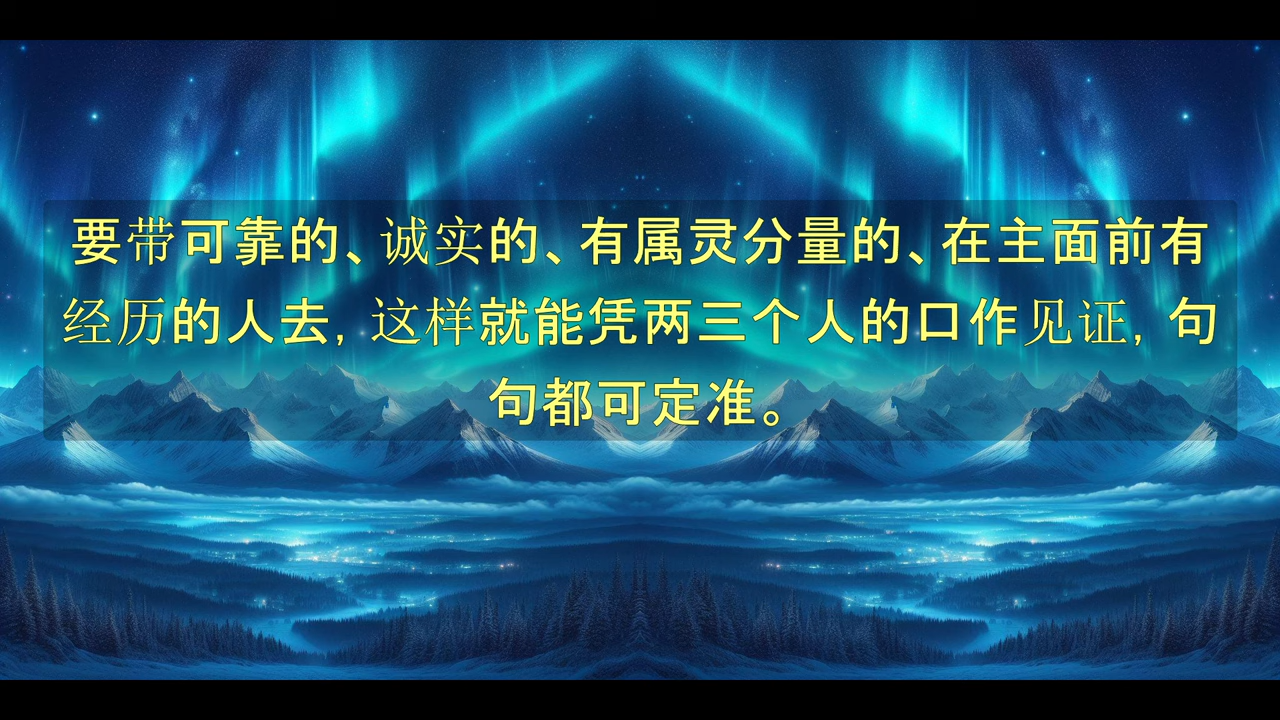 要带可靠的、诚实的、有属灵分量的、在主面前有
经历的人去，这样就能凭两三个人的口作见证，句
句都可定准。